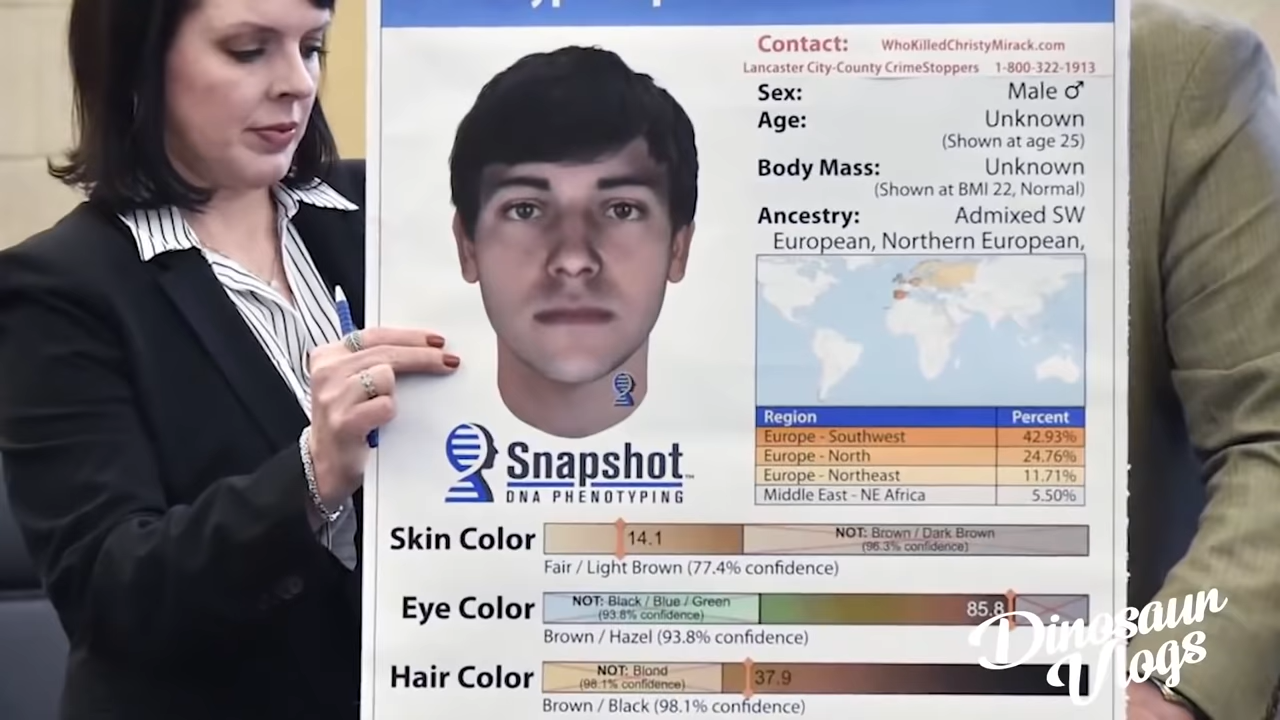 Contact: WhoKilledChristyMirack.com
Lancaster City-County CrimeStoppers 1-800-322-1913
Sex: Male ♂
Age: Unknown
(Shown at age 25)
Body Mass: Unknown
(Shown at BMI 22, Normal)
Ancestry: Admixed SW
European, Northern European,
Region Percent
Europe - Southwest 42.93%
Europe - North 24.76%
Europe - Northeast 11.71%
Middle East - NE Africa 5.50%
Snapshot™
DNA PHENOTYPING
Skin Color 14.1 NOT: Brown / Dark Brown
(96.3% confidence)
Fair / Light Brown (77.4% confidence)
Eye Color NOT: Black / Blue / Green 85.8
(93.8% confidence)
Brown / Hazel (93.8% confidence)
Hair Color NOT: Blond 37.9
(98.1% confidence)
Brown / Black (98.1% confidence)
Dinosaur
Vlogs